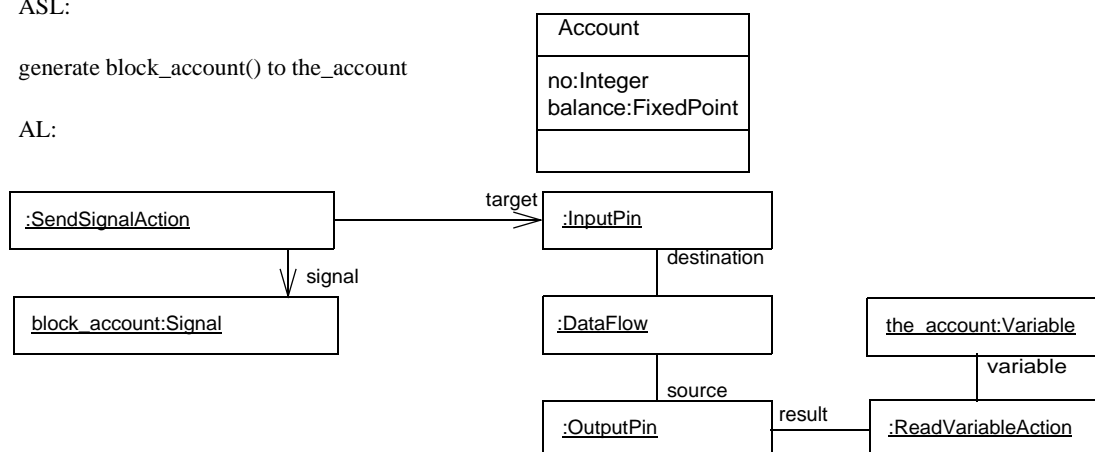 ASL:
Account
generate block_account() to the_account
no:Integer
balance:FixedPoint
AL:
target
:SendSignalAction
:InputPin
destination
signal
block_account:Signal
:DataFlow
the_account:Variable
variable
source
result
:OutputPin
:ReadVariableAction